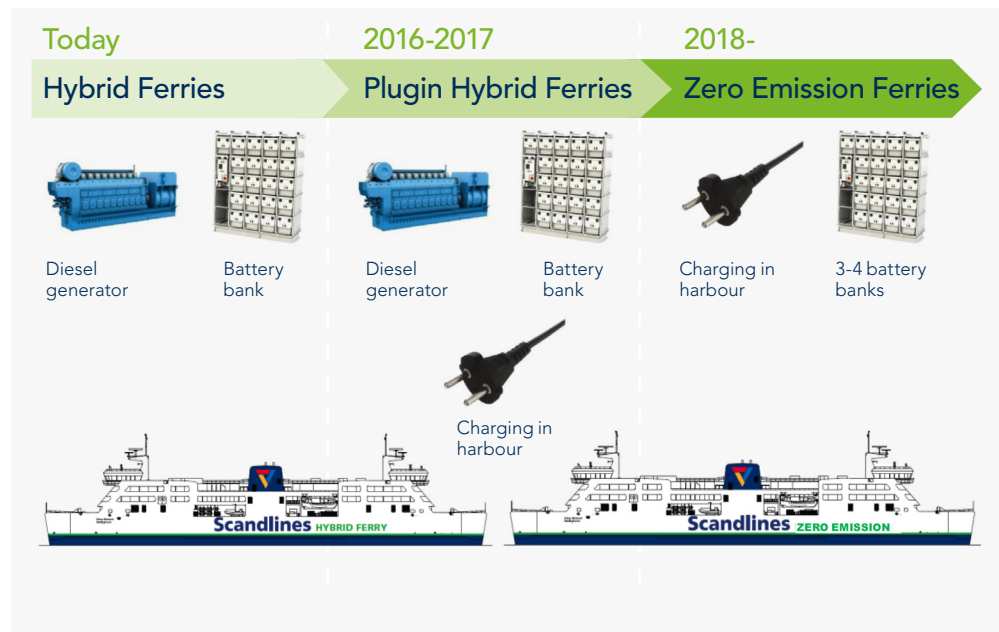 Today
2016-2017
2018-
Hybrid Ferries
Plugin Hybrid Ferries
Zero Emission Ferries
Diesel
generator
Battery
bank
Diesel
generator
Battery
bank
Charging in
harbour
3-4 battery
banks
Charging in
harbour
Scandlines HYBRID FERRY
Scandlines ZERO EMISSION